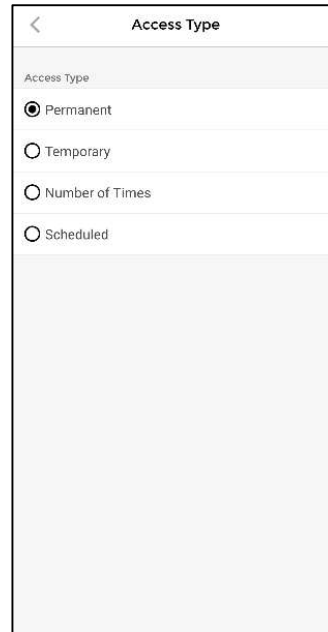 Access Type
Access Type
Permanent
Temporary
Number of Times
Scheduled